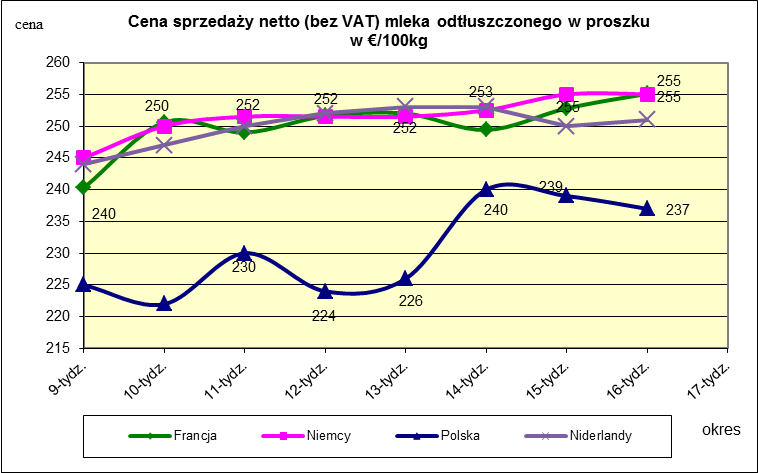 Cena sprzedaży netto (bez VAT) mleka odtłuszczonego w proszku
w €/100kg
cena
260
255
250
245
240
235
230
225
220
215
250
252
252
252
253
255
255
255
240
230
224
226
240
239
237
9-tydz.
10-tydz.
11-tydz.
12-tydz.
13-tydz.
14-tydz.
15-tydz.
16-tydz.
17-tydz.
okres
Francja Niemcy Polska Niderlandy